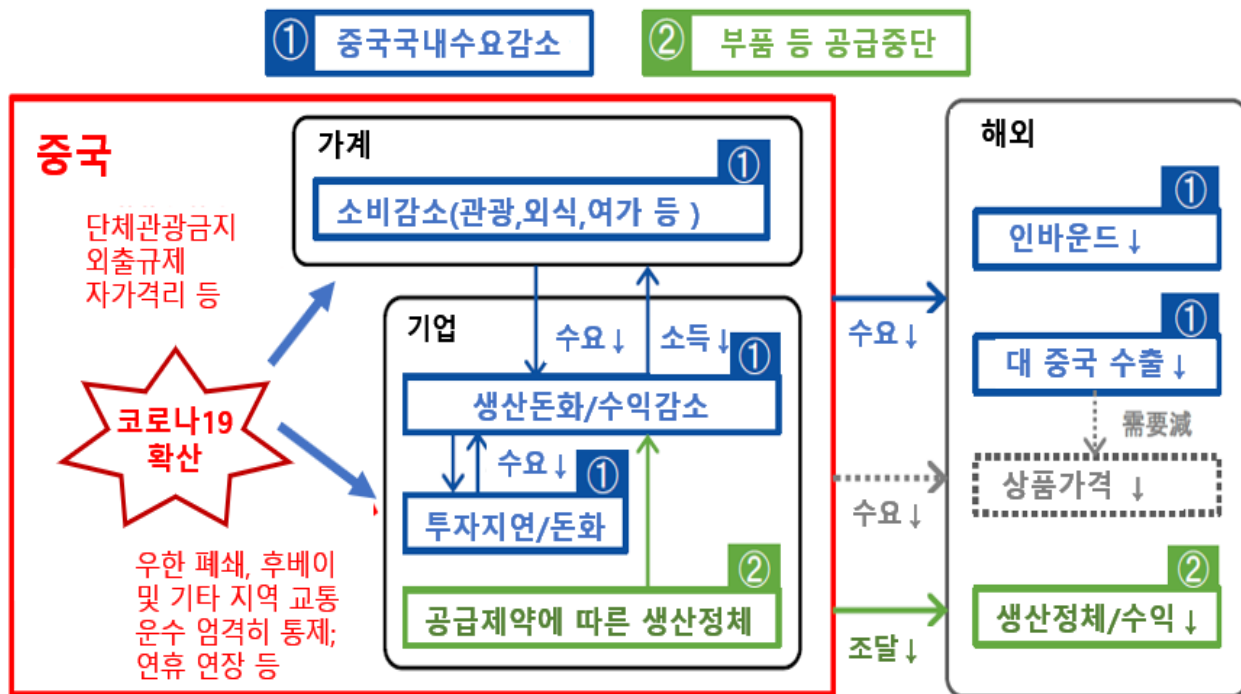 ① 중국국내수요감소
② 부품 등 공급중단
중국
단체관광금지
외출규제
자가격리 등
코로나19
확산
우한 폐쇄, 후베이
및 기타 지역 교통
운수 엄격히 통제;
연휴 연장 등
가계
①
소비감소(관광,외식,여가 등 )
수요↓
소득↓
기업
①
생산돈화/수익감소
수요↓
①
투자지연/돈화
②
공급제약에 따른 생산정체
수요↓
수요↓
조달↓
해외
①
인바운드↓
①
대 중국 수출↓
需要減
상품가격 ↓
②
생산정체/수익↓